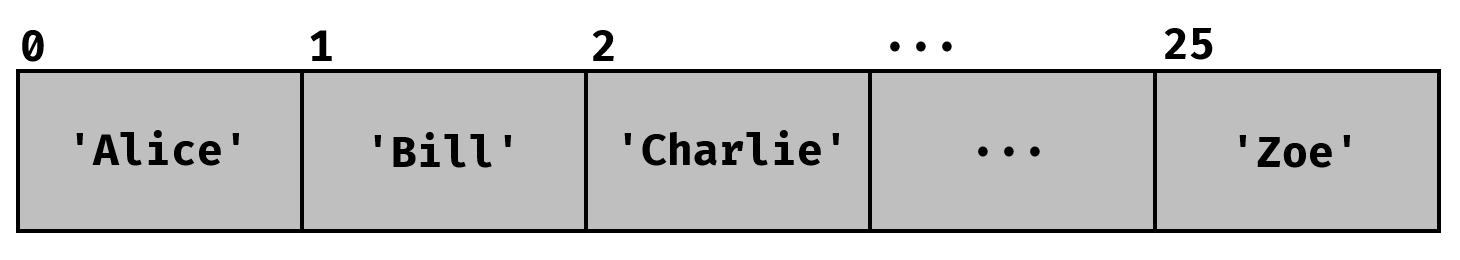 0 1 2 ... 25
'Alice' 'Bill' 'Charlie' ... 'Zoe'